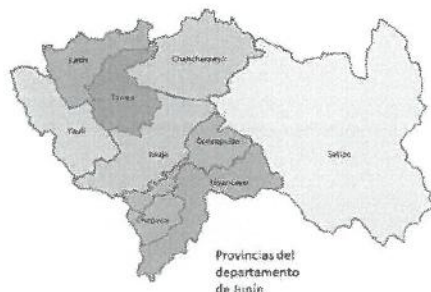 Junín
Chanchamayo
Tarma
Yauli
Jauja
Concepción
Satipo
Huancayo
Chupaca
Provincias del
departamento
de Junín